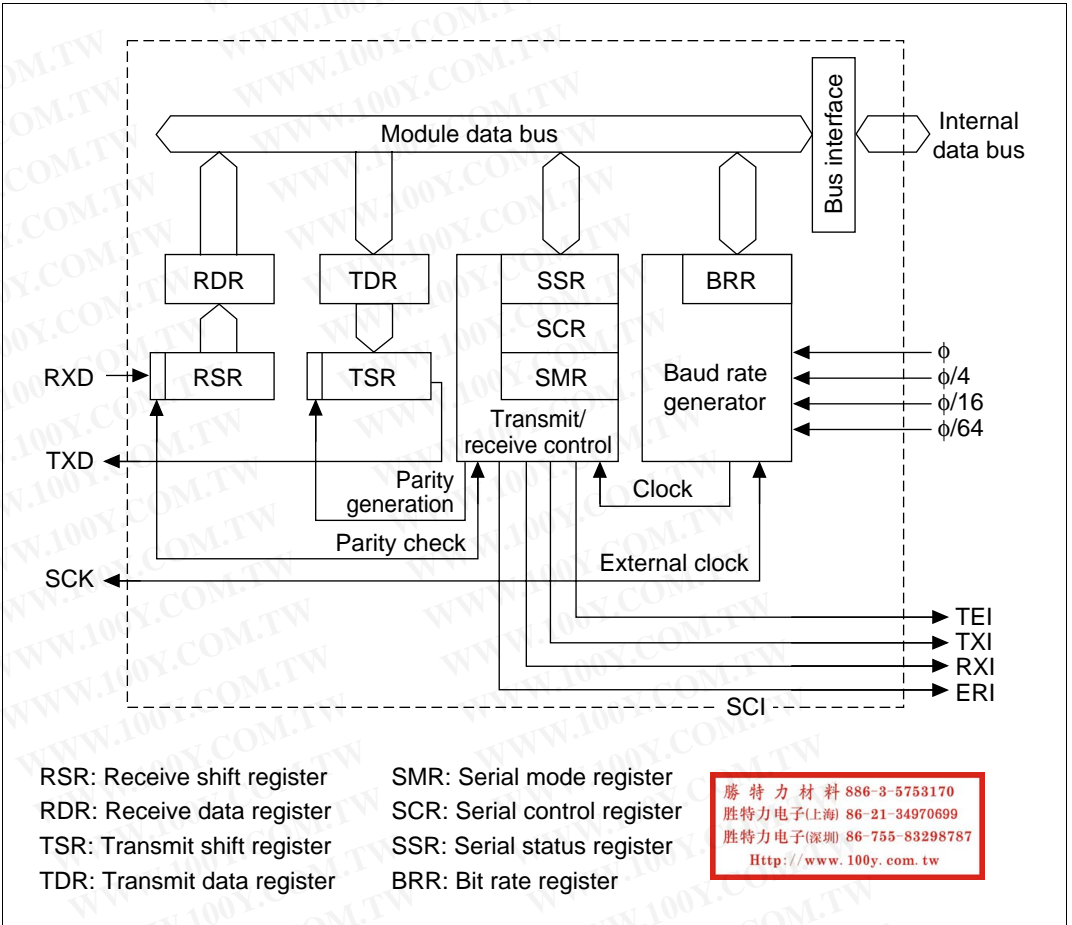 Module data bus
Bus interface
Internal
data bus
RDR
TDR
SSR
BRR
SCR
RXD
RSR
TSR
SMR
Baud rate
generator
ϕ
ϕ/4
ϕ/16
ϕ/64
Transmit/
receive control
TXD
Parity
generation
Clock
Parity check
SCK
External clock
TEI
TXI
RXI
ERI
SCI
RSR: Receive shift register
RDR: Receive data register
TSR: Transmit shift register
TDR: Transmit data register
SMR: Serial mode register
SCR: Serial control register
SSR: Serial status register
BRR: Bit rate register
勝 特 力 材 料 886-3-5753170
胜特力电子(上海) 86-21-34970699
胜特力电子(深圳) 86-755-83298787
Http://www.100y.com.tw
WWW.100Y.COM.TW